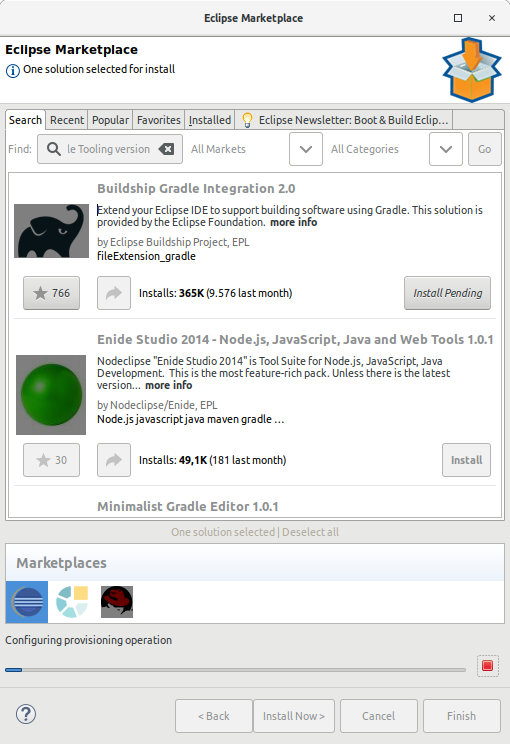 Eclipse Marketplace
Eclipse Marketplace
One solution selected for install
Search Recent Popular Favorites Installed Eclipse Newsletter: Boot & Build Eclip...
Find: le Tooling version All Markets All Categories Go
Buildship Gradle Integration 2.0
Extend your Eclipse IDE to support building software using Gradle. This solution is
provided by the Eclipse Foundation. more info
by Eclipse Buildship Project, EPL
fileExtension_gradle
766 Installs: 365K (9.576 last month) Install Pending
Enide Studio 2014 - Node.js, JavaScript, Java and Web Tools 1.0.1
Nodeclipse "Enide Studio 2014" is Tool Suite for Node.js, JavaScript, Java
Development. This is the most feature-rich pack. Unless there is the latest
version... more info
by Nodeclipse/Enide, EPL
Node.js javascript java maven gradle ...
30 Installs: 49,1K (181 last month) Install
Minimalist Gradle Editor 1.0.1
One solution selected | Deselect all
Marketplaces
Configuring provisioning operation
? < Back Install Now > Cancel Finish